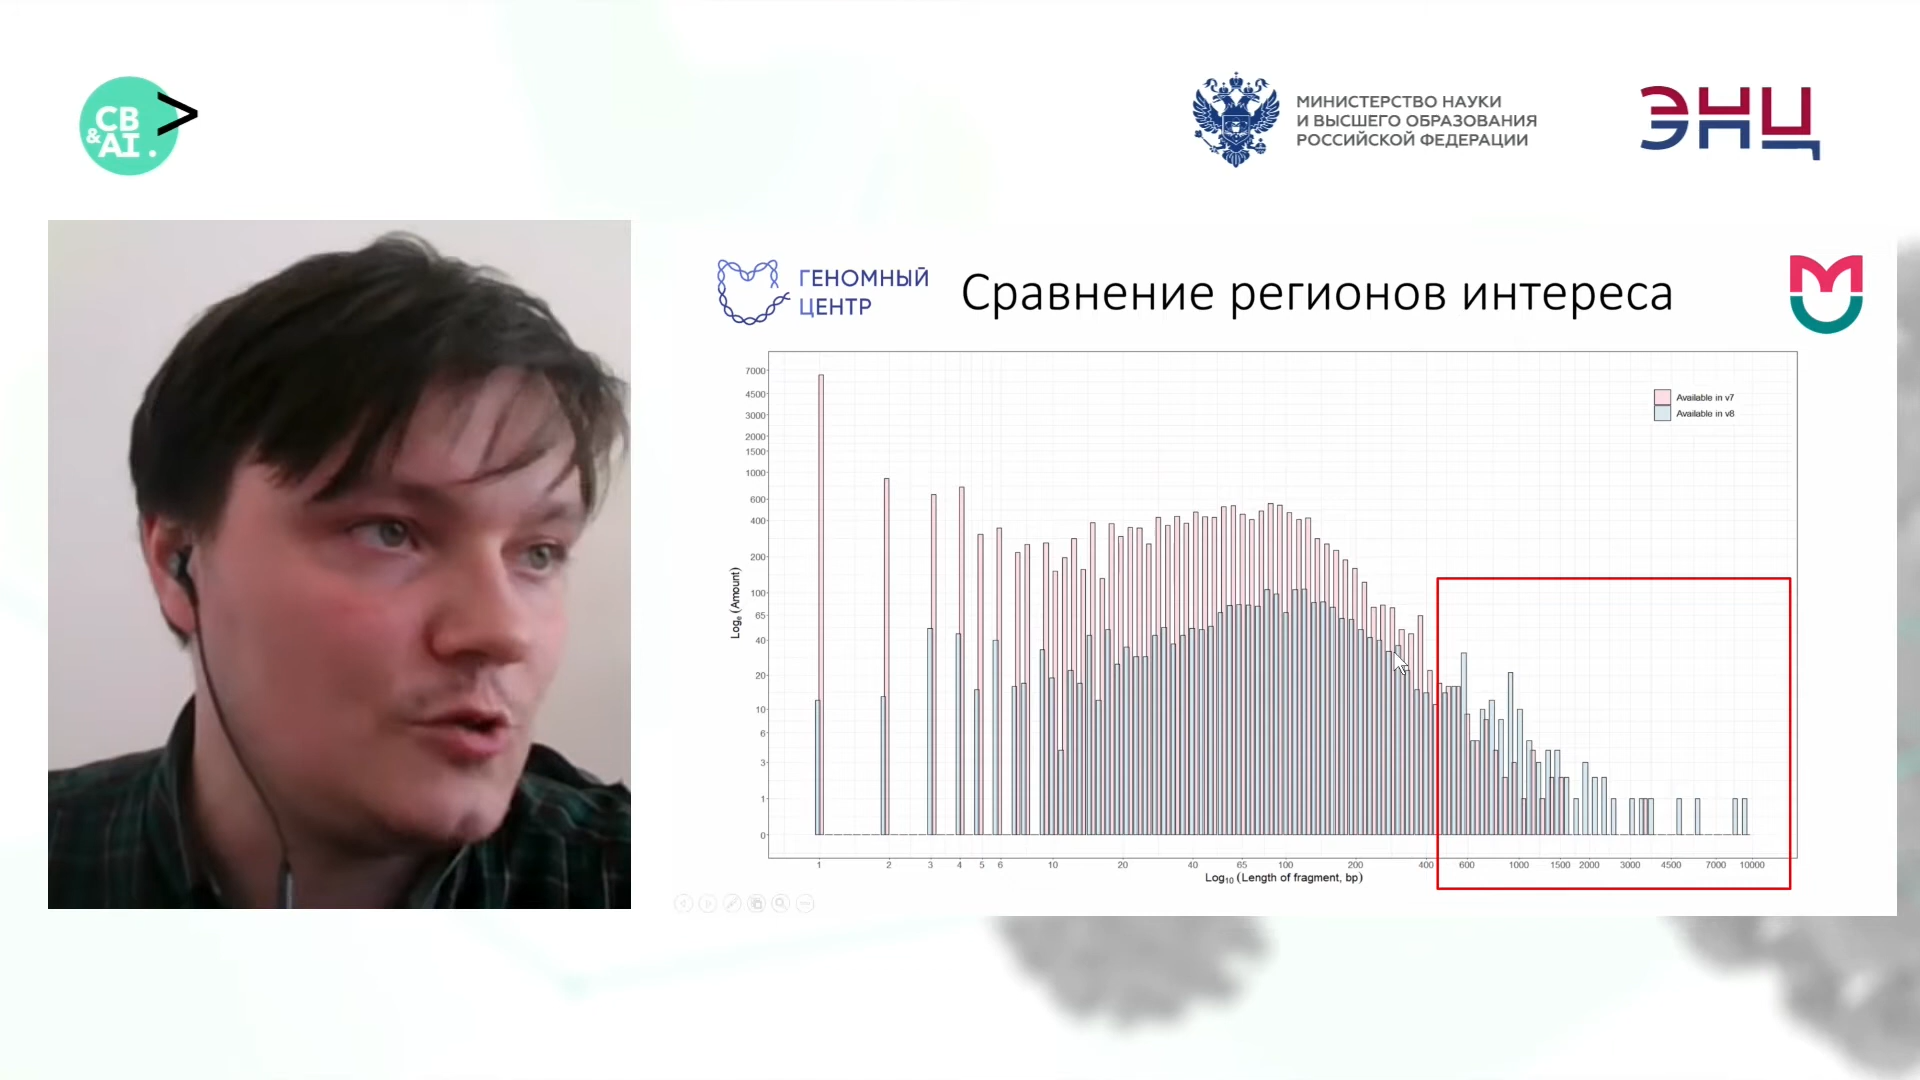 CB
&AI.
>
МИНИСТЕРСТВО НАУКИ
И ВЫСШЕГО ОБРАЗОВАНИЯ
РОССИЙСКОЙ ФЕДЕРАЦИИ
ЭНЦ
ГЕНОМНЫЙ
ЦЕНТР
Сравнение регионов интереса
Available in v7
Available in v8
7000
4500
3000
2000
1500
1000
600
400
200
100
65
40
20
10
6
3
1
0
Logₑ (Amount)
1 2 3 4 5 6 10 20 40 65 100 200 400 600 1000 1500 2000 3000 4500 7000 10000
Log₁₀ (Length of fragment, bp)